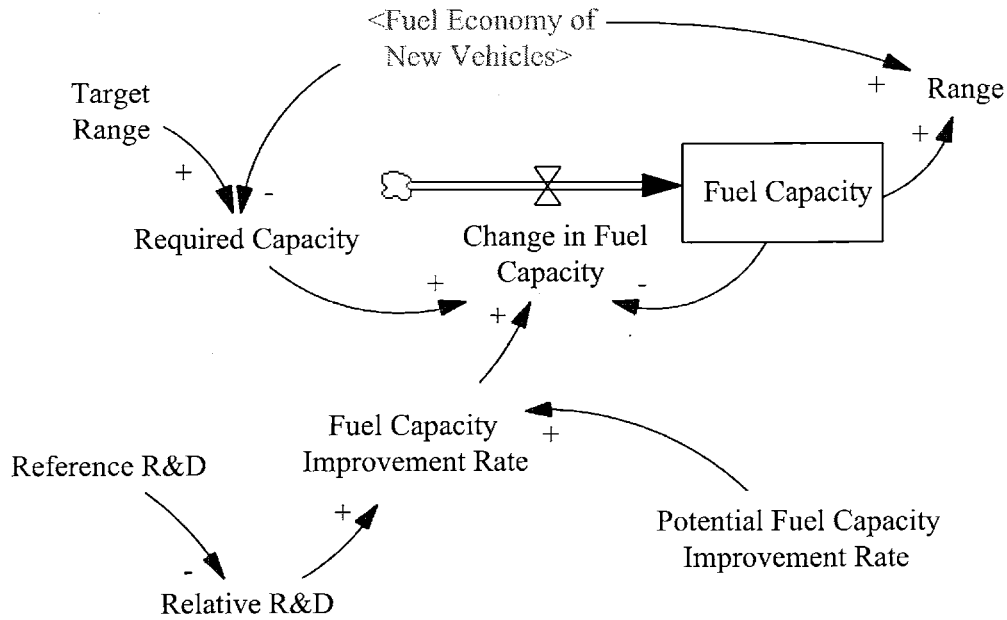 <Fuel Economy of
New Vehicles>
+
Range
Target
Range
+
+
-
Fuel Capacity
Required Capacity
Change in Fuel
Capacity
+
-
+
Fuel Capacity
Improvement Rate
+
Reference R&D
+
Potential Fuel Capacity
Improvement Rate
-
Relative R&D